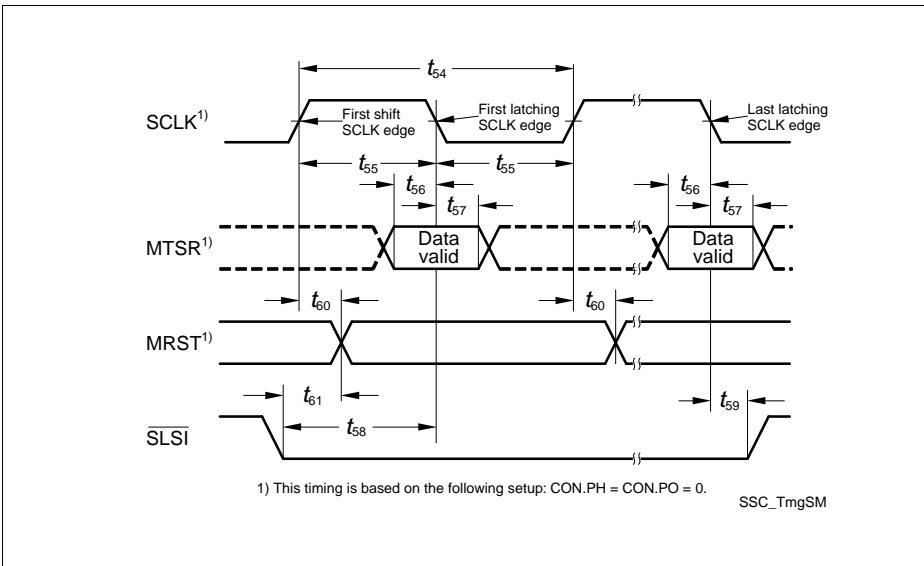 t54
SCLK1)
First shift
SCLK edge
First latching
SCLK edge
Last latching
SCLK edge
t55
t55
t56
t57
t56
t57
MTSR1)
Data
valid
Data
valid
t60
t60
MRST1)
t61
t59
t58
SLSI
1) This timing is based on the following setup: CON.PH = CON.PO = 0.
SSC_TmgSM